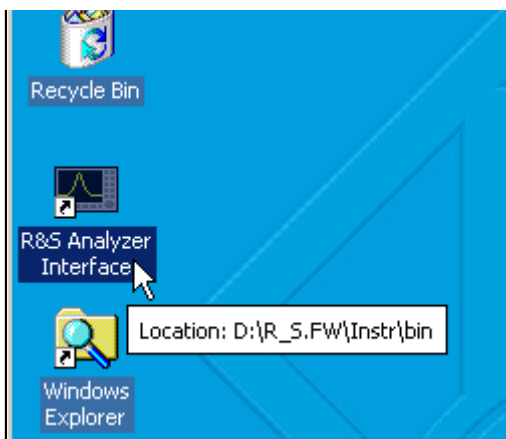 Recycle Bin
R&S Analyzer
Interface
Location: D:\R_S.FW\Instr\bin
Windows
Explorer